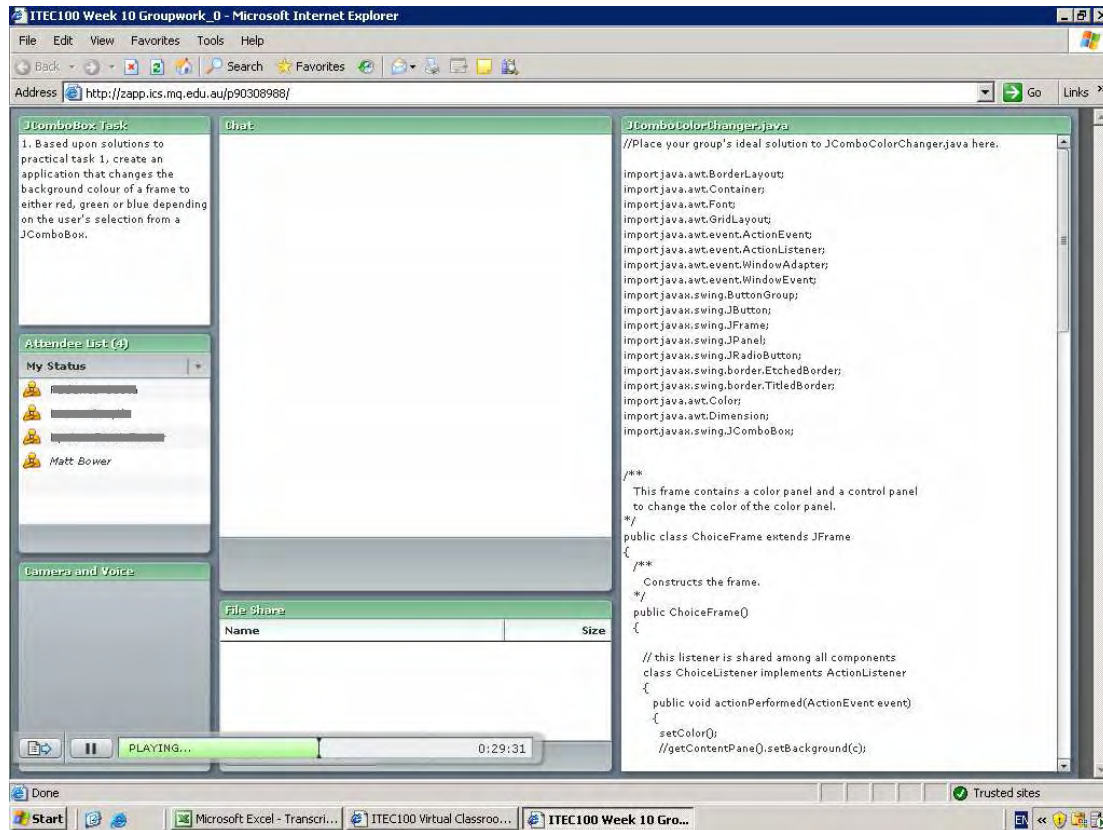 ITEC100 Week 10 Groupwork_0 - Microsoft Internet Explorer
File Edit View Favorites Tools Help
Back Search Favorites
Address http://zapp.ics.mq.edu.au/p90308988/ Go Links »
JComboBox Task
1. Based upon solutions to
practical task 1, create an
application that changes the
background colour of a frame to
either red, green or blue depending
on the user's selection from a
JComboBox.
Attendee List (4)
My Status
Matt Bower
Camera and Voice
Chat
File Share
Name Size
JComboColorChanger.java
//Place your group's ideal solution to JComboColorChanger.java here.
import java.awt.BorderLayout;
import java.awt.Container;
import java.awt.Font;
import java.awt.GridLayout;
import java.awt.event.ActionEvent;
import java.awt.event.ActionListener;
import java.awt.event.WindowAdapter;
import java.awt.event.WindowEvent;
import javax.swing.ButtonGroup;
import javax.swing.JButton;
import javax.swing.JFrame;
import javax.swing.JPanel;
import javax.swing.JRadioButton;
import javax.swing.border.EtchedBorder;
import javax.swing.border.TitledBorder;
import java.awt.Color;
import java.awt.Dimension;
import javax.swing.JComboBox;
/**
This frame contains a color panel and a control panel
to change the color of the color panel.
*/
public class ChoiceFrame extends JFrame
{
/**
Constructs the frame.
*/
public ChoiceFrame()
{
// this listener is shared among all components
class ChoiceListener implements ActionListener
{
public void actionPerformed(ActionEvent event)
{
setColor();
//getContentPane().setBackground(c);
PLAYING... 0:29:31
Done Trusted sites
Start Microsoft Excel - Transcri... ITEC100 Virtual Classroo... ITEC100 Week 10 Gro... EN «